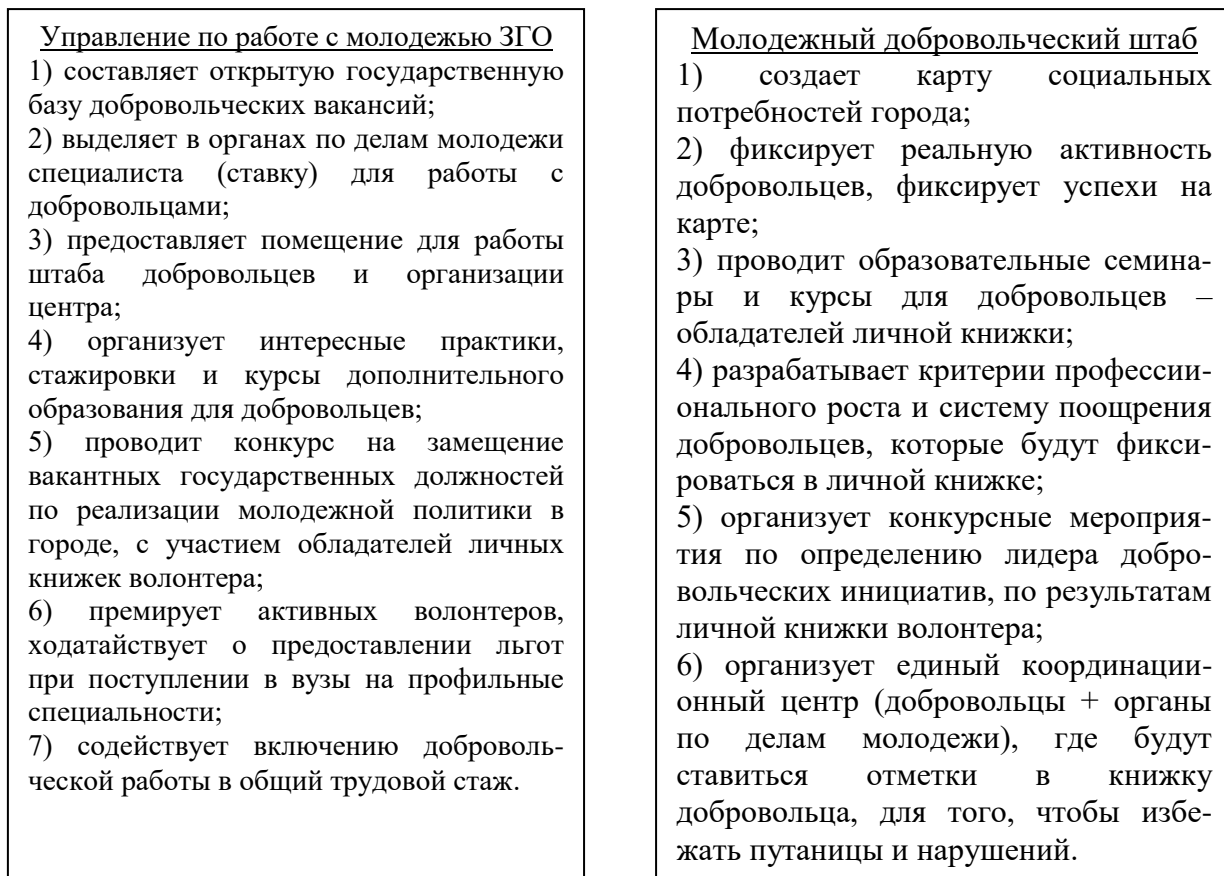 Управление по работе с молодежью ЗГО
1) составляет открытую государственную
базу добровольческих вакансий;
2) выделяет в органах по делам молодежи
специалиста (ставку) для работы с
добровольцами;
3) предоставляет помещение для работы
штаба добровольцев и организации
центра;
4) организует интересные практики,
стажировки и курсы дополнительного
образования для добровольцев;
5) проводит конкурс на замещение
вакантных государственных должностей
по реализации молодежной политики в
городе, с участием обладателей личных
книжек волонтера;
6) премирует активных волонтеров,
ходатайствует о предоставлении льгот
при поступлении в вузы на профильные
специальности;
7) содействует включению доброволь-
ческой работы в общий трудовой стаж.
Молодежный добровольческий штаб
1) создает карту социальных
потребностей города;
2) фиксирует реальную активность
добровольцев, фиксирует успехи на
карте;
3) проводит образовательные семина-
ры и курсы для добровольцев –
обладателей личной книжки;
4) разрабатывает критерии профессии-
онального роста и систему поощрения
добровольцев, которые будут фикси-
роваться в личной книжке;
5) организует конкурсные мероприя-
тия по определению лидера добро-
вольческих инициатив, по результатам
личной книжки волонтера;
6) организует единый координаци-
онный центр (добровольцы + органы
по делам молодежи), где будут
ставиться отметки в книжку
добровольца, для того, чтобы избе-
жать путаницы и нарушений.